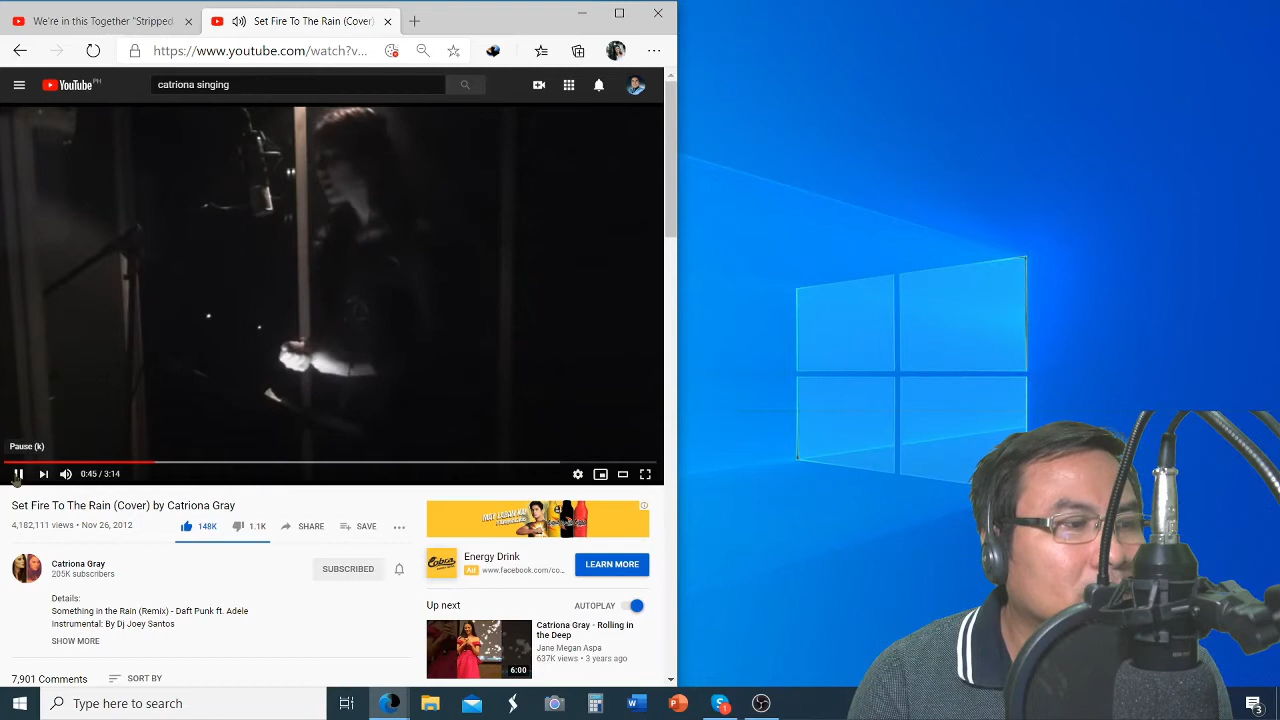 We're in this Together "Stripped
Set Fire To The Rain (Cover)
https://www.youtube.com/watch?v...
YouTube PH
catriona singing
Pause (k)
0:45 / 3:14
Set Fire To The Rain (Cover) by Catriona Gray
4,182,111 views • Nov 26, 2012
148K
1.1K
SHARE
SAVE
Catriona Gray
205K subscribers
SUBSCRIBED
Details:
Something in the Rain (Remix) - Daft Punk ft. Adele
Instrumental: By Dj Joey Santos
SHOW MORE
7,901 Comments
SORT BY
Cobra
Energy Drink
Ad www.facebook.com/co...
LEARN MORE
Up next
AUTOPLAY
Catriona Gray - Rolling
in the Deep
Jane Megan Aspa
637K views • 3 years ago
6:00
Type here to search
1
3